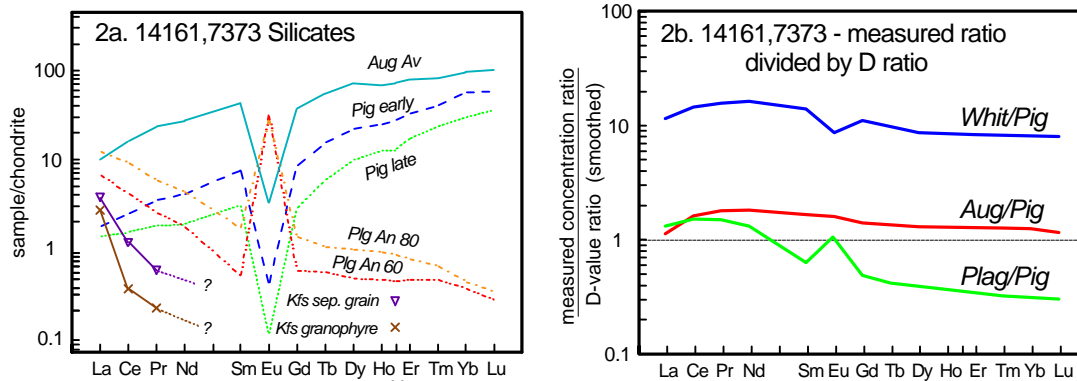 2a. 14161,7373 Silicates
100
10
1
0.1
sample/chondrite
Aug Av
Pig early
Pig late
Plg An 80
Plg An 60
Kfs sep. grain
Kfs granophyre
?
?
La Ce Pr Nd Sm Eu Gd Tb Dy Ho Er Tm Yb Lu
2b. 14161,7373 - measured ratio
divided by D ratio
100
10
1
0.1
measured concentration ratio
D-value ratio (smoothed)
Whit/Pig
Aug/Pig
Plag/Pig
La Ce Pr Nd Sm Eu Gd Tb Dy Ho Er Tm Yb Lu